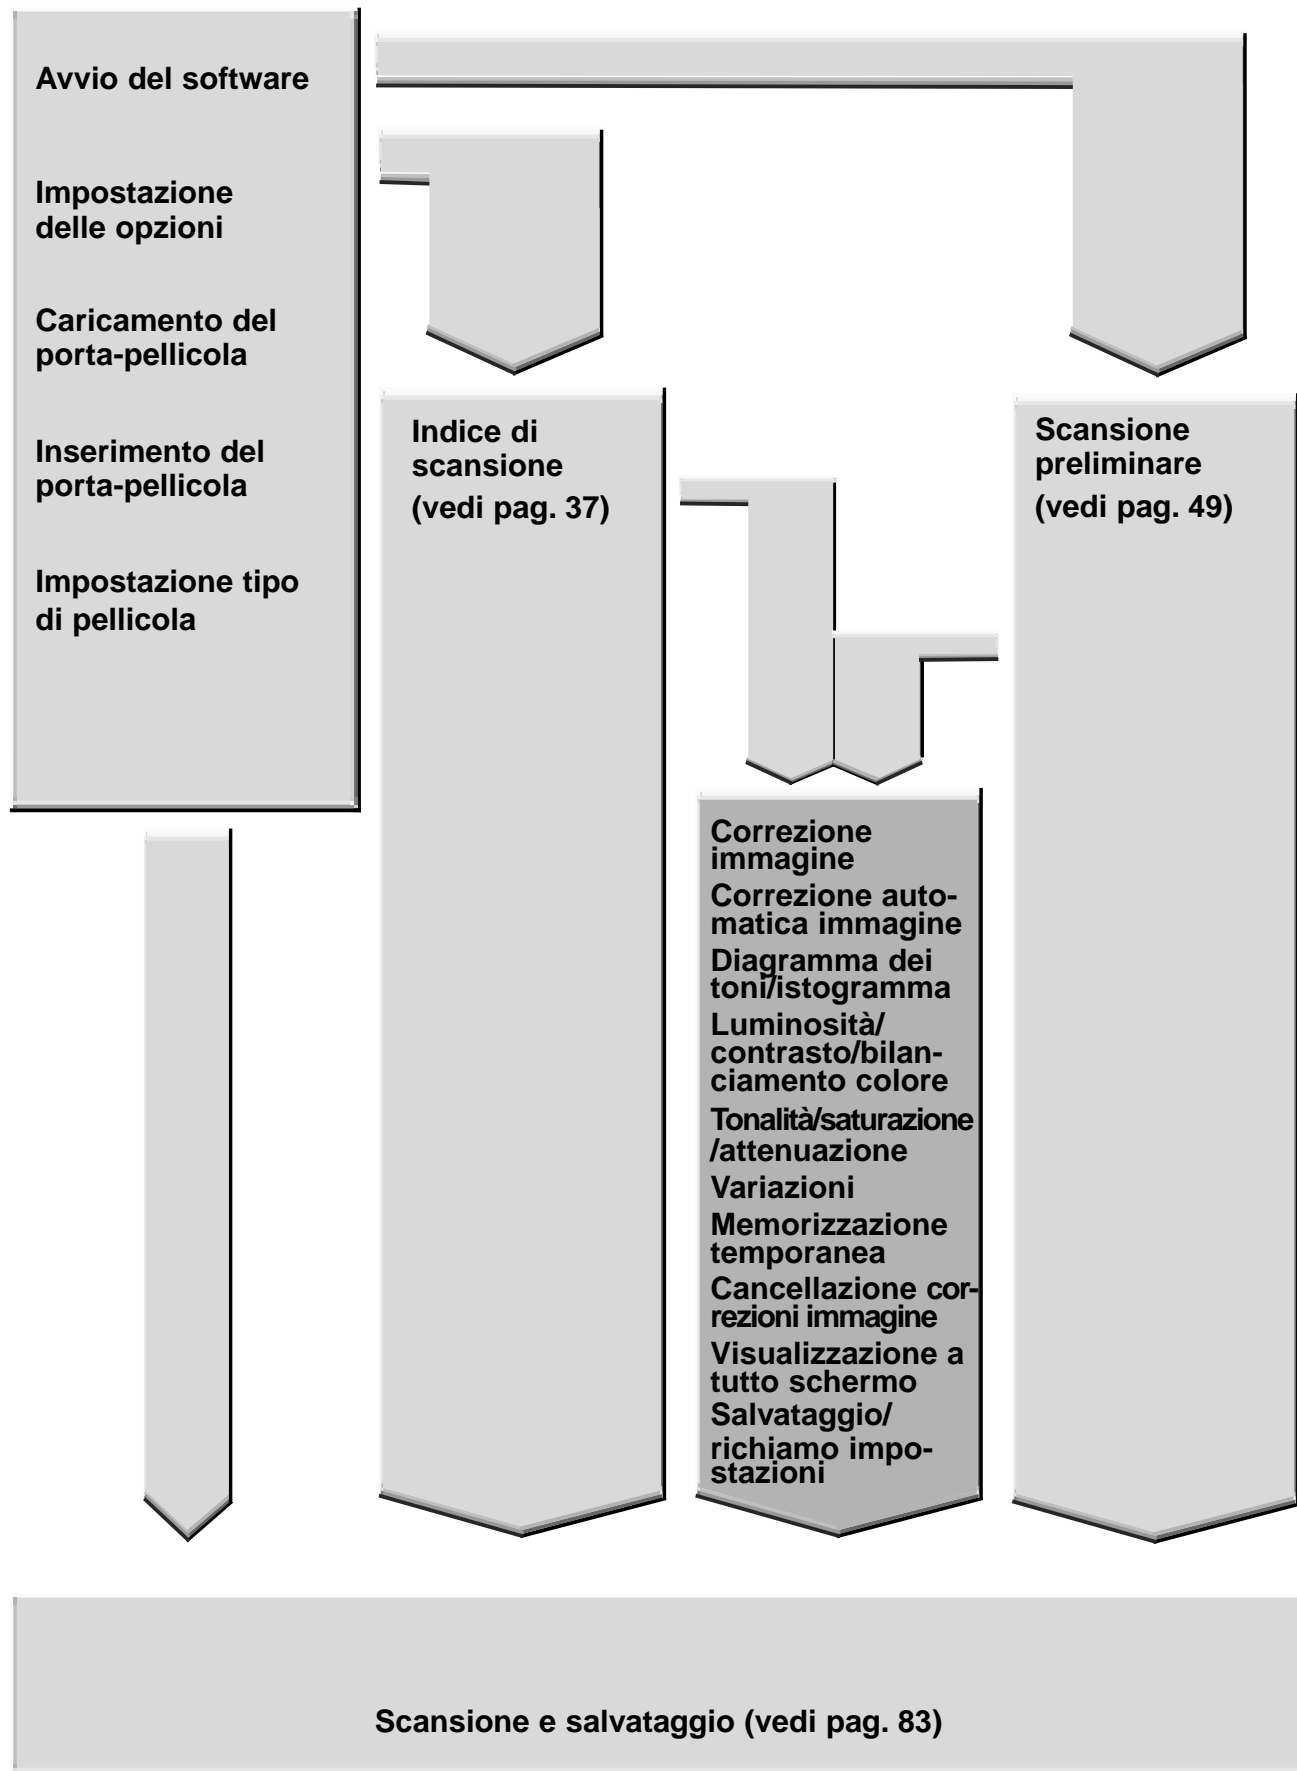 Avvio del software
Impostazione
delle opzioni
Caricamento del
porta-pellicola
Inserimento del
porta-pellicola
Impostazione tipo
di pellicola
Indice di
scansione
(vedi pag. 37)
Scansione
preliminare
(vedi pag. 49)
Correzione
immagine
Correzione auto-
matica immagine
Diagramma dei
toni/istogramma
Luminosità/
contrasto/bilan-
ciamento colore
Tonalità/saturazione
/attenuazione
Variazioni
Memorizzazione
temporanea
Cancellazione cor-
rezioni immagine
Visualizzazione a
tutto schermo
Salvataggio/
richiamo impo-
stazioni
Scansione e salvataggio (vedi pag. 83)